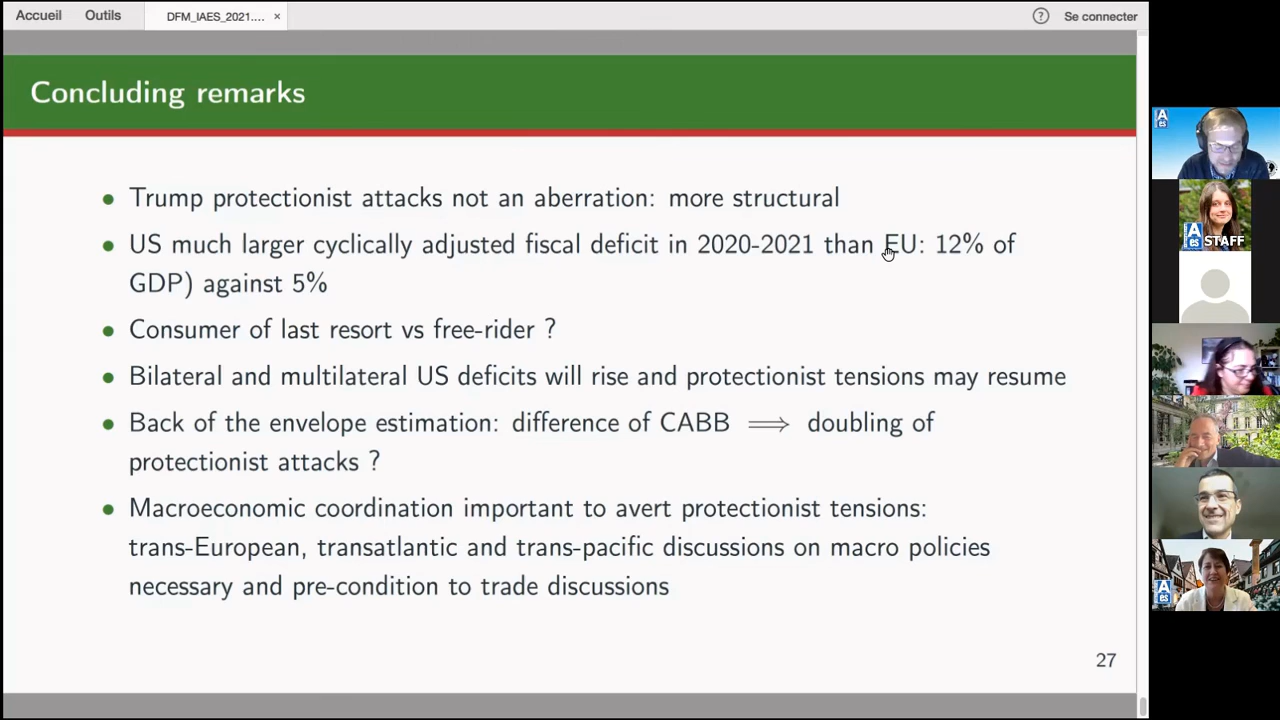 Accueil Outils DFM_IAES_2021.... × ? Se connecter
Concluding remarks
• Trump protectionist attacks not an aberration: more structural
• US much larger cyclically adjusted fiscal deficit in 2020-2021 than EU: 12% of
GDP) against 5%
• Consumer of last resort vs free-rider ?
• Bilateral and multilateral US deficits will rise and protectionist tensions may resume
• Back of the envelope estimation: difference of CABB ⟹ doubling of
protectionist attacks ?
• Macroeconomic coordination important to avert protectionist tensions:
trans-European, transatlantic and trans-pacific discussions on macro policies
necessary and pre-condition to trade discussions
27
A
es
A
es STAFF
A
es